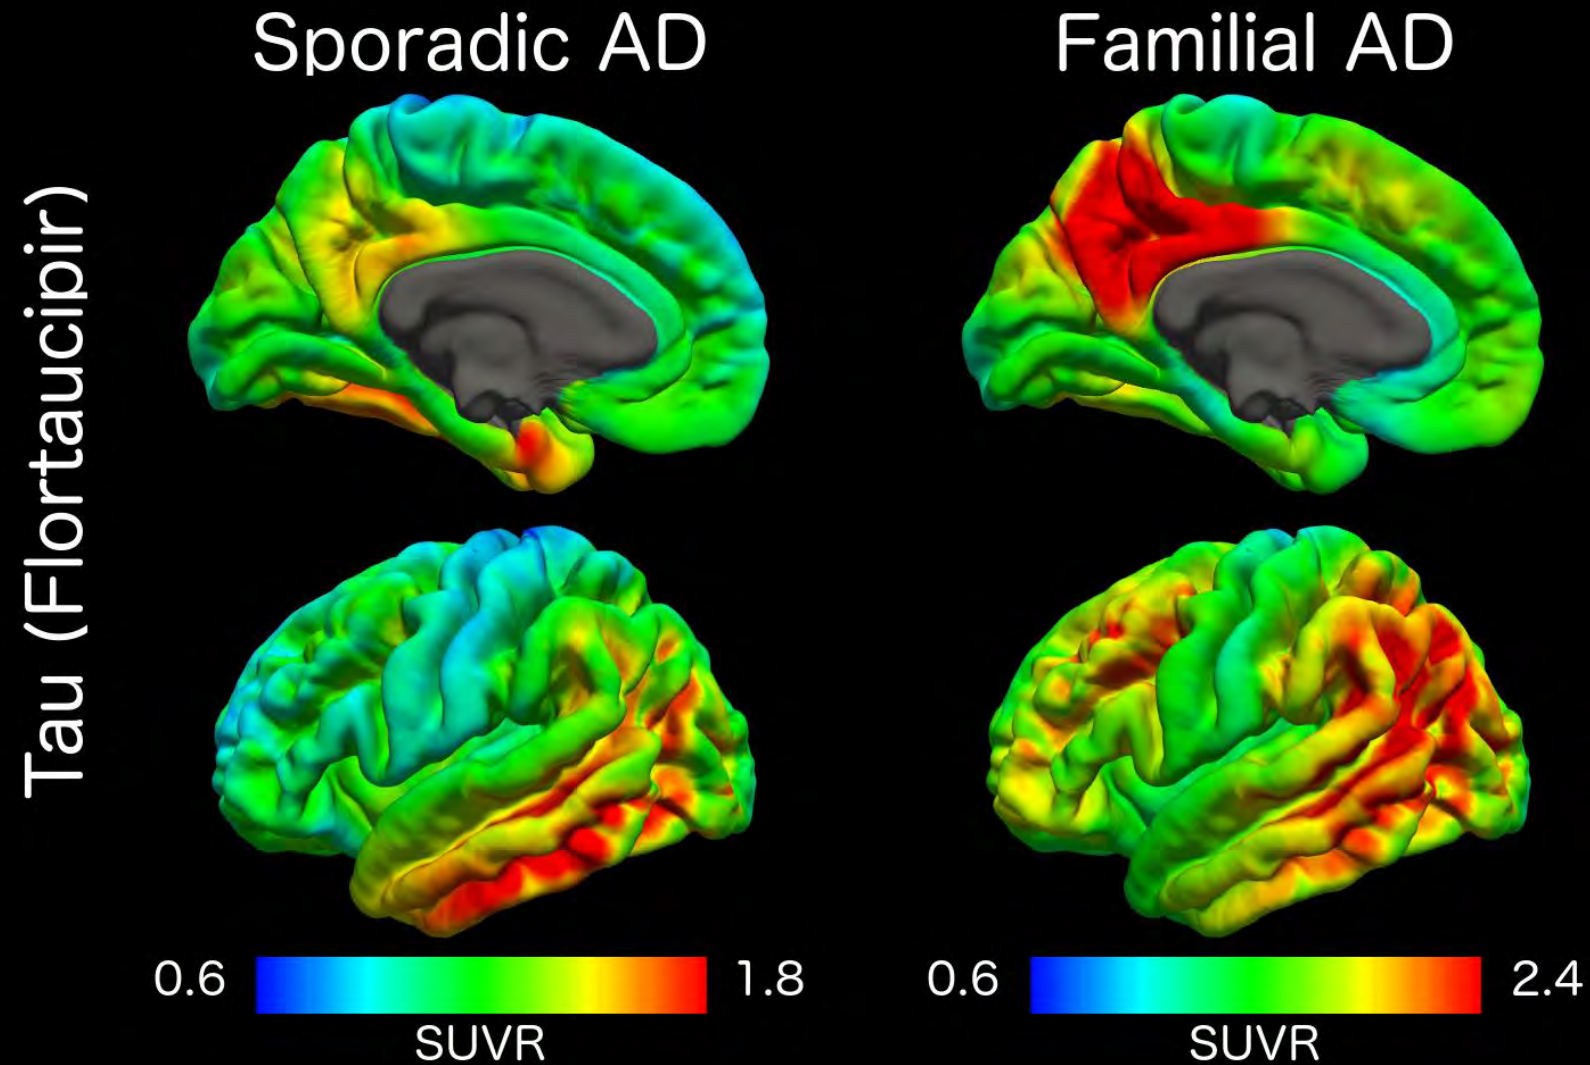 Sporadic AD
Familial AD
Tau (Flortaucipir)
0.6
1.8
SUVR
0.6
2.4
SUVR